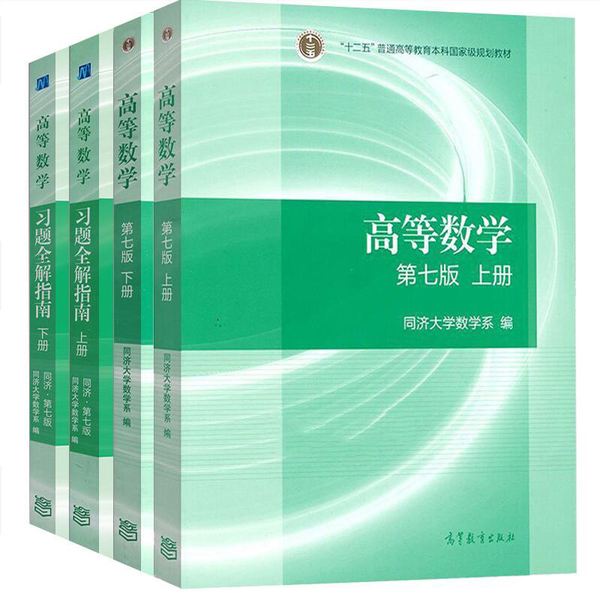 "十二五"普通高等教育本科国家级规划教材
高等数学
第七版 上册
同济大学数学系 编
高等教育出版社
高等数学
第七版 上册
同济大学数学系 编
高等数学
第七版 下册
同济大学数学系 编
高等数学
习题全解指南
上册
同济·第七版
同济大学数学系 编
高等数学
习题全解指南
下册
同济·第七版
同济大学数学系 编